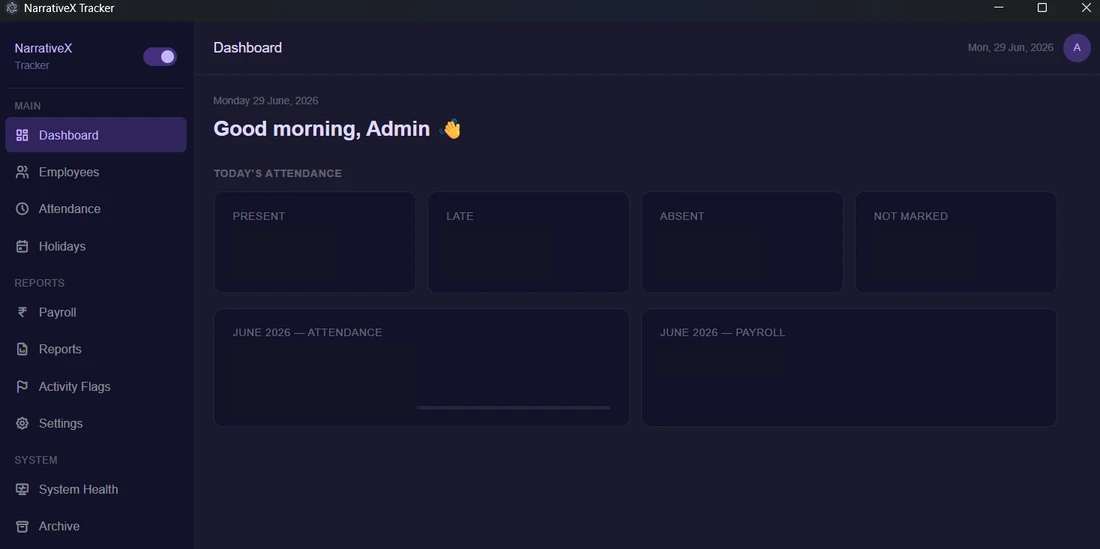 NarrativeX Tracker
NarrativeX
Tracker
MAIN
Dashboard
Employees
Attendance
Holidays
REPORTS
Payroll
Reports
Activity Flags
Settings
SYSTEM
System Health
Archive
Dashboard
Mon, 29 Jun, 2026
A
Monday 29 June, 2026
Good morning, Admin 👋
TODAY'S ATTENDANCE
PRESENT
LATE
ABSENT
NOT MARKED
JUNE 2026 — ATTENDANCE
JUNE 2026 — PAYROLL